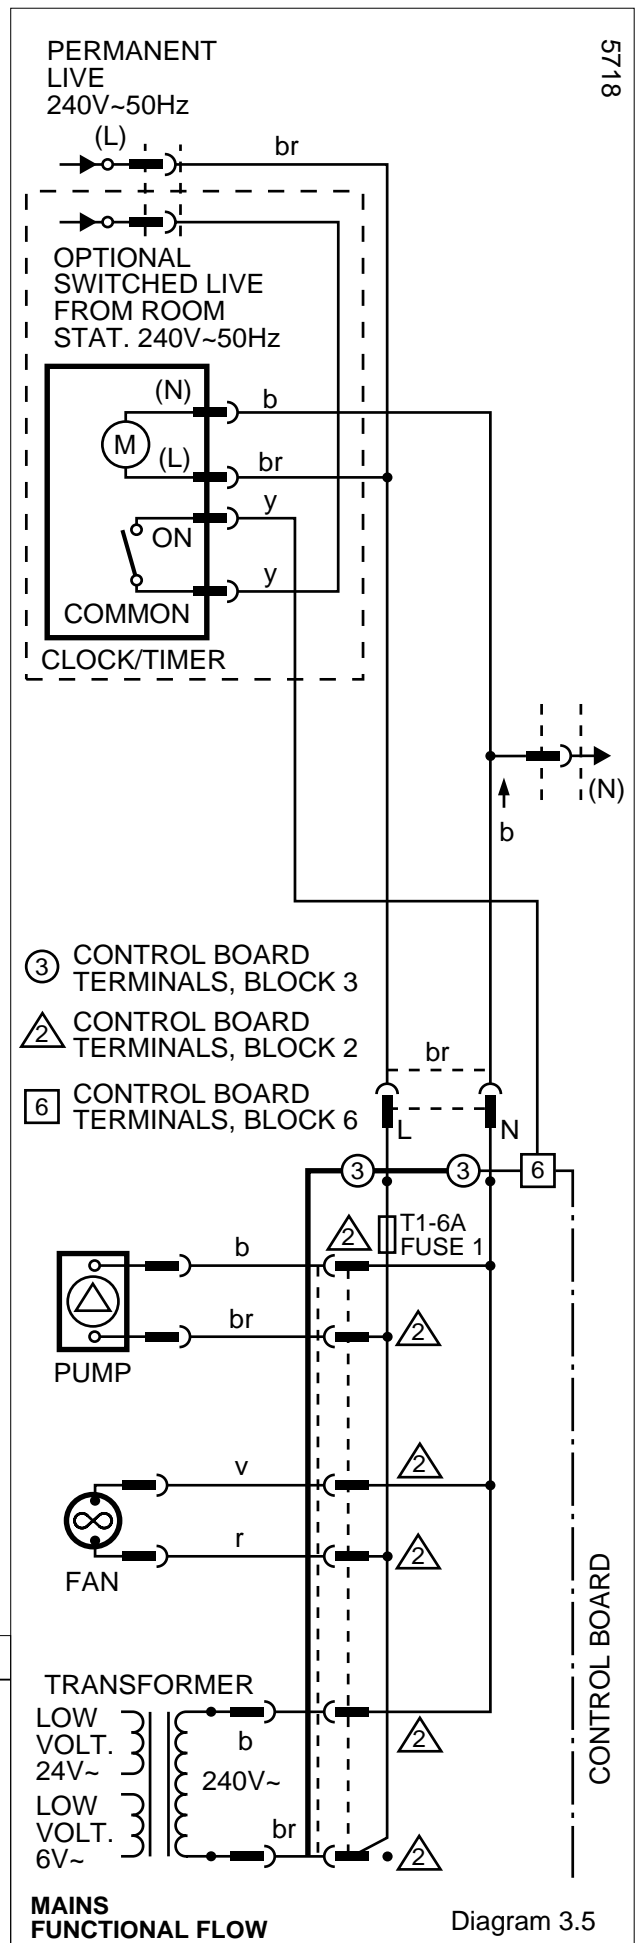 5718
PERMANENT
LIVE
240V~50Hz
(L)
br
OPTIONAL
SWITCHED LIVE
FROM ROOM
STAT. 240V~50Hz
(N)
b
M
(L)
br
y
ON
y
COMMON
CLOCK/TIMER
(N)
b
3 CONTROL BOARD
TERMINALS, BLOCK 3
2 CONTROL BOARD
TERMINALS, BLOCK 2
6 CONTROL BOARD
TERMINALS, BLOCK 6
br
L
N
3
3
6
T1-6A
FUSE 1
2
b
br
2
PUMP
v
2
r
2
FAN
CONTROL BOARD
TRANSFORMER
LOW
VOLT.
24V~
b
2
240V~
LOW
VOLT.
6V~
br
2
MAINS
FUNCTIONAL FLOW
Diagram 3.5